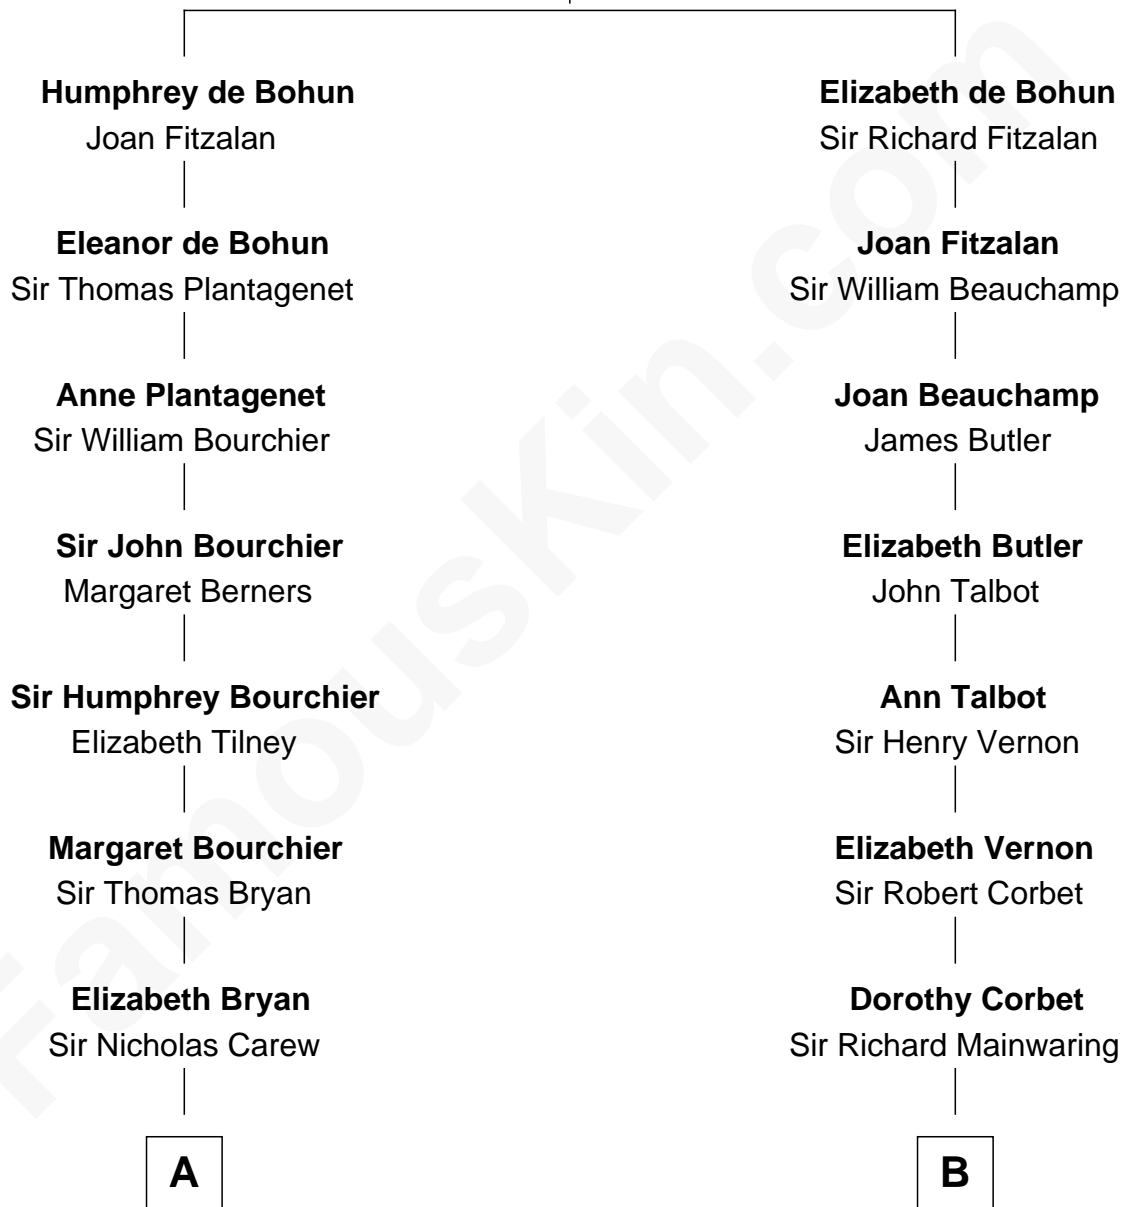 Humphrey de Bohun
Joan Fitzalan
Eleanor de Bohun
Sir Thomas Plantagenet
Anne Plantagenet
Sir William Bourchier
Sir John Bourchier
Margaret Berners
Sir Humphrey Bourchier
Elizabeth Tilney
Margaret Bourchier
Sir Thomas Bryan
Elizabeth Bryan
Sir Nicholas Carew
A
Elizabeth de Bohun
Sir Richard Fitzalan
Joan Fitzalan
Sir William Beauchamp
Joan Beauchamp
James Butler
Elizabeth Butler
John Talbot
Ann Talbot
Sir Henry Vernon
Elizabeth Vernon
Sir Robert Corbet
Dorothy Corbet
Sir Richard Mainwaring
B
FamousKin.com